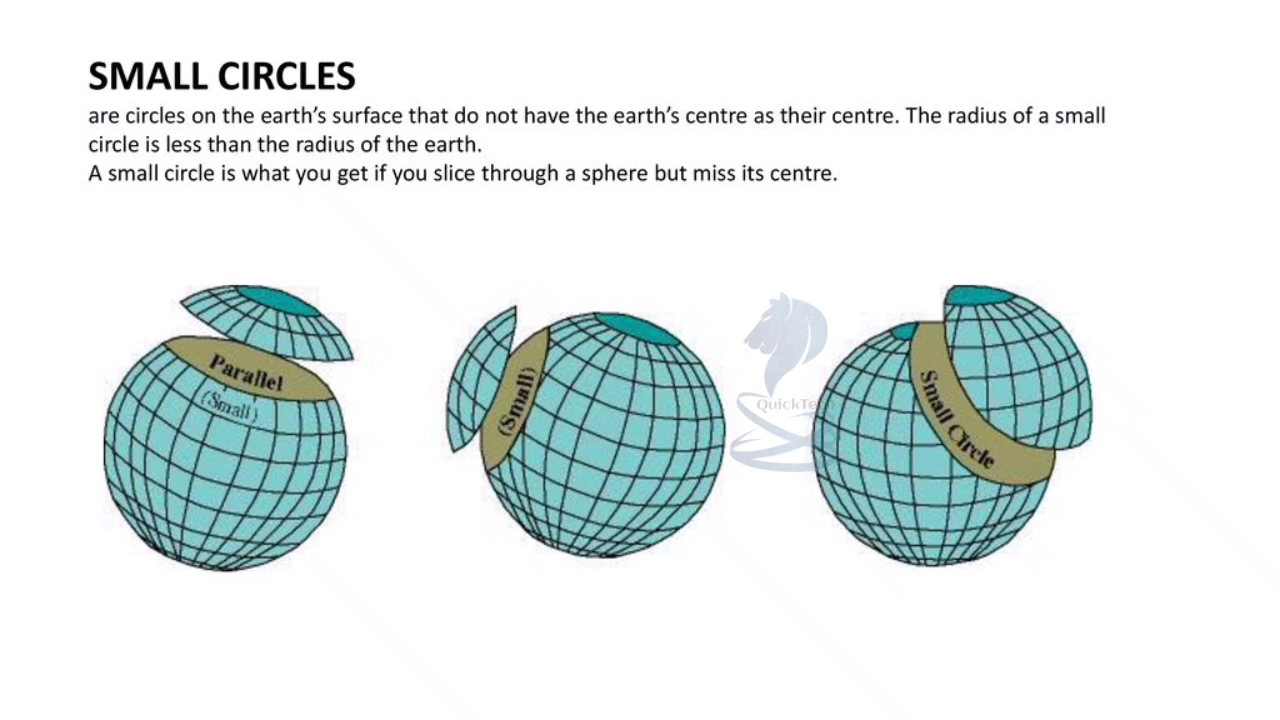 SMALL CIRCLES
are circles on the earth’s surface that do not have the earth’s centre as their centre. The radius of a small
circle is less than the radius of the earth.
A small circle is what you get if you slice through a sphere but miss its centre.
Parallel
(Small)
(Small)
QuickTe
Small Circle